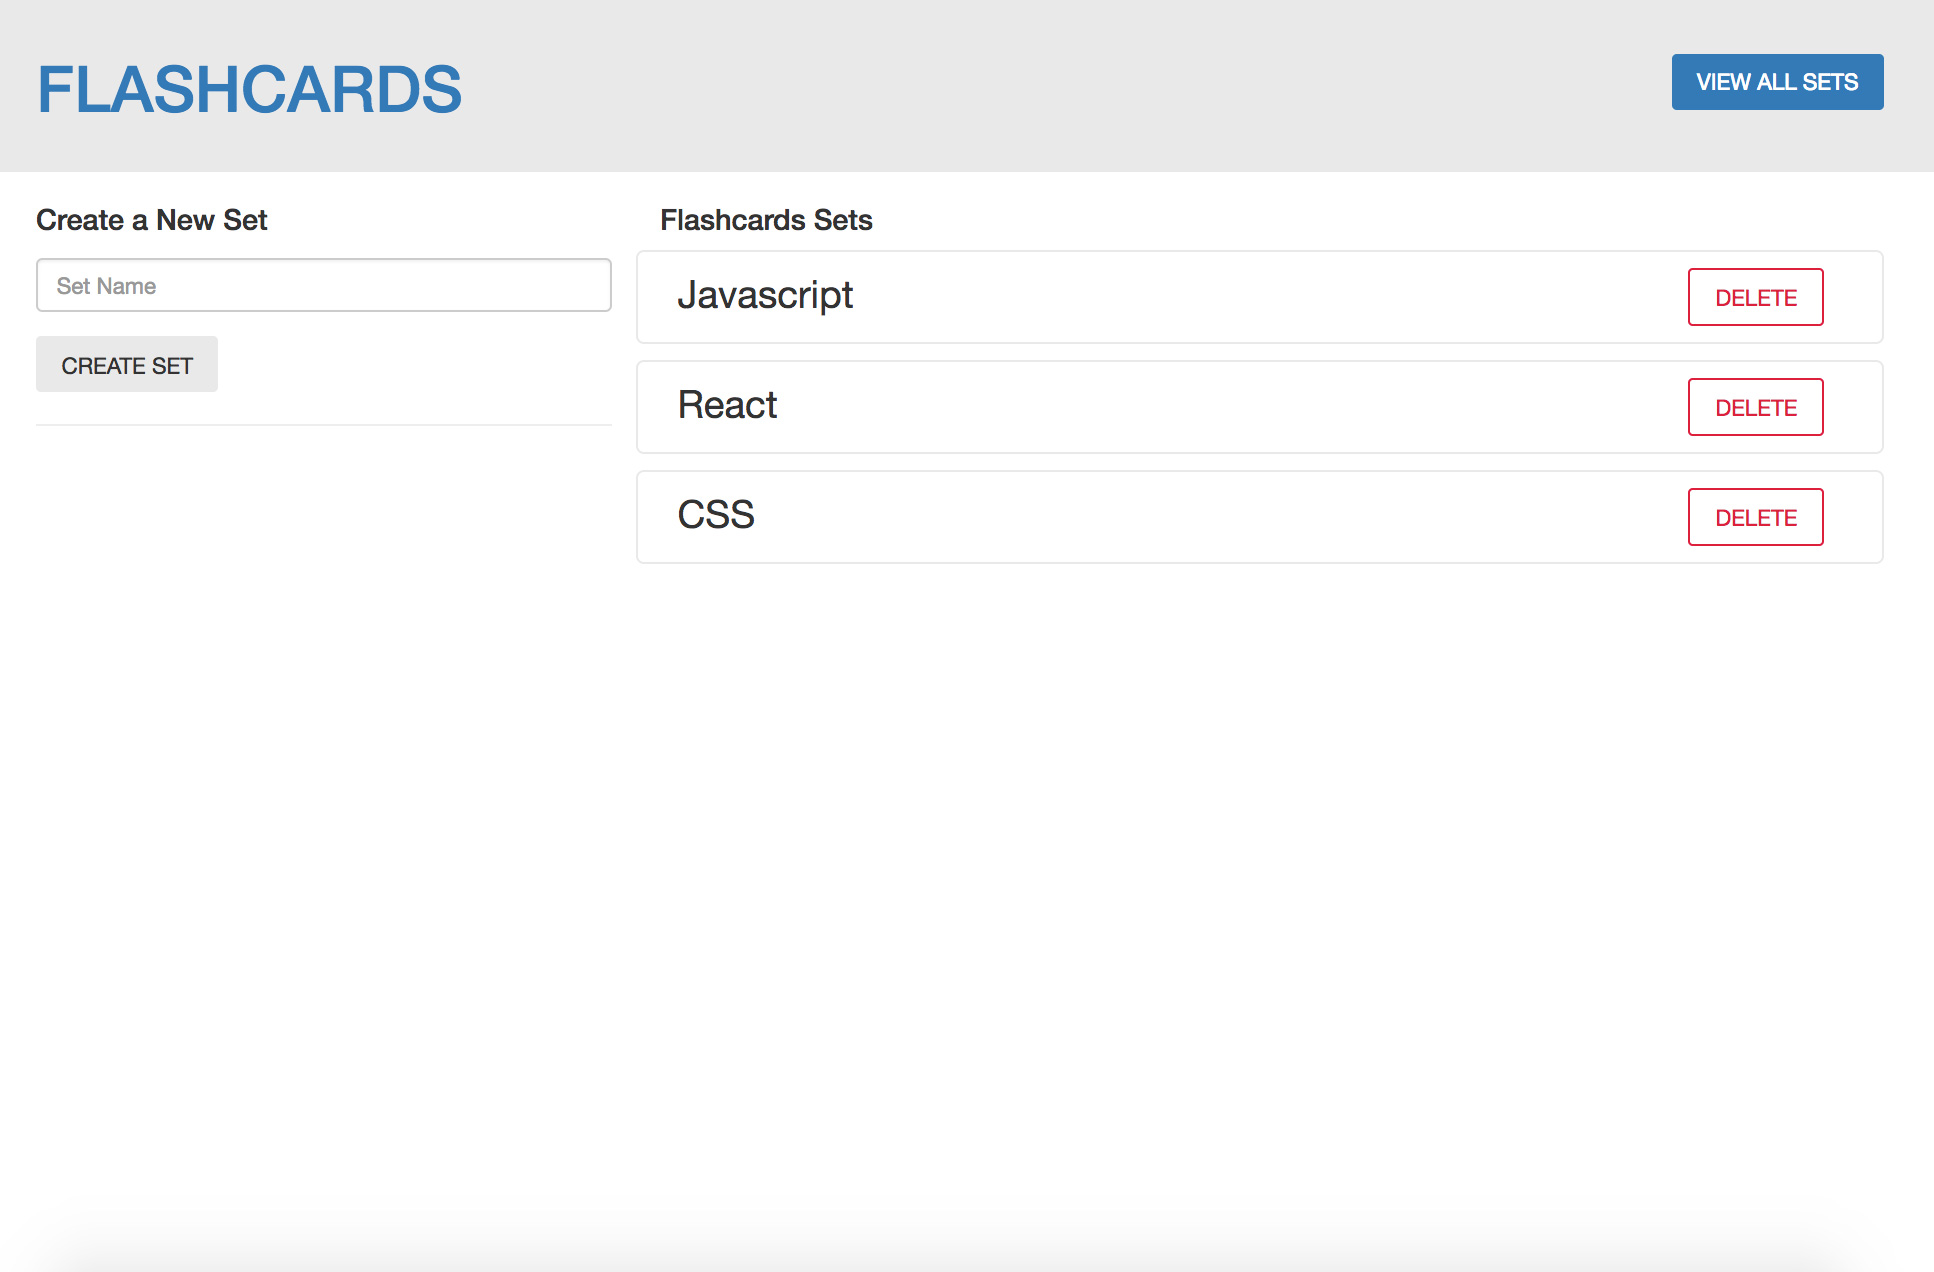 FLASHCARDS
VIEW ALL SETS
Create a New Set
Set Name
CREATE SET
Flashcards Sets
Javascript
DELETE
React
DELETE
CSS
DELETE